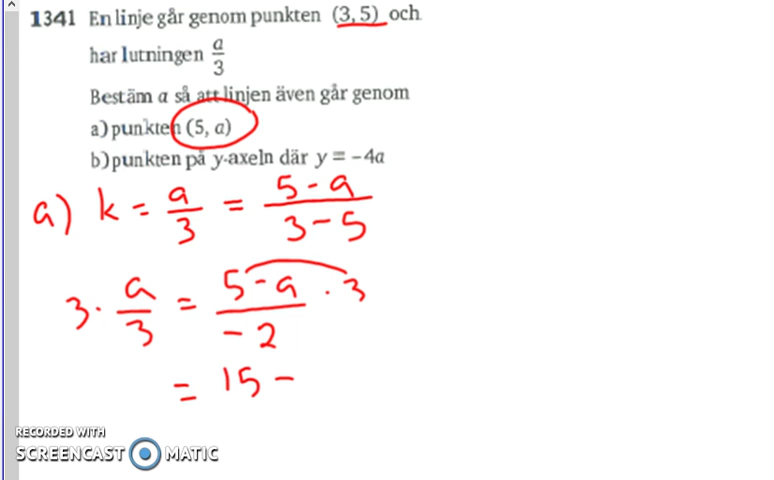 1341 En linje går genom punkten (3, 5) och
har lutningen a/3
Bestäm a så att linjen även går genom
a) punkten (5, a)
b) punkten på y-axeln där y = −4a
a) k = a/3 = (5 - a)/(3 - 5)
3 · a/3 = (5 - a)/(-2) · 3
= 15 -
RECORDED WITH
SCREENCAST MATIC